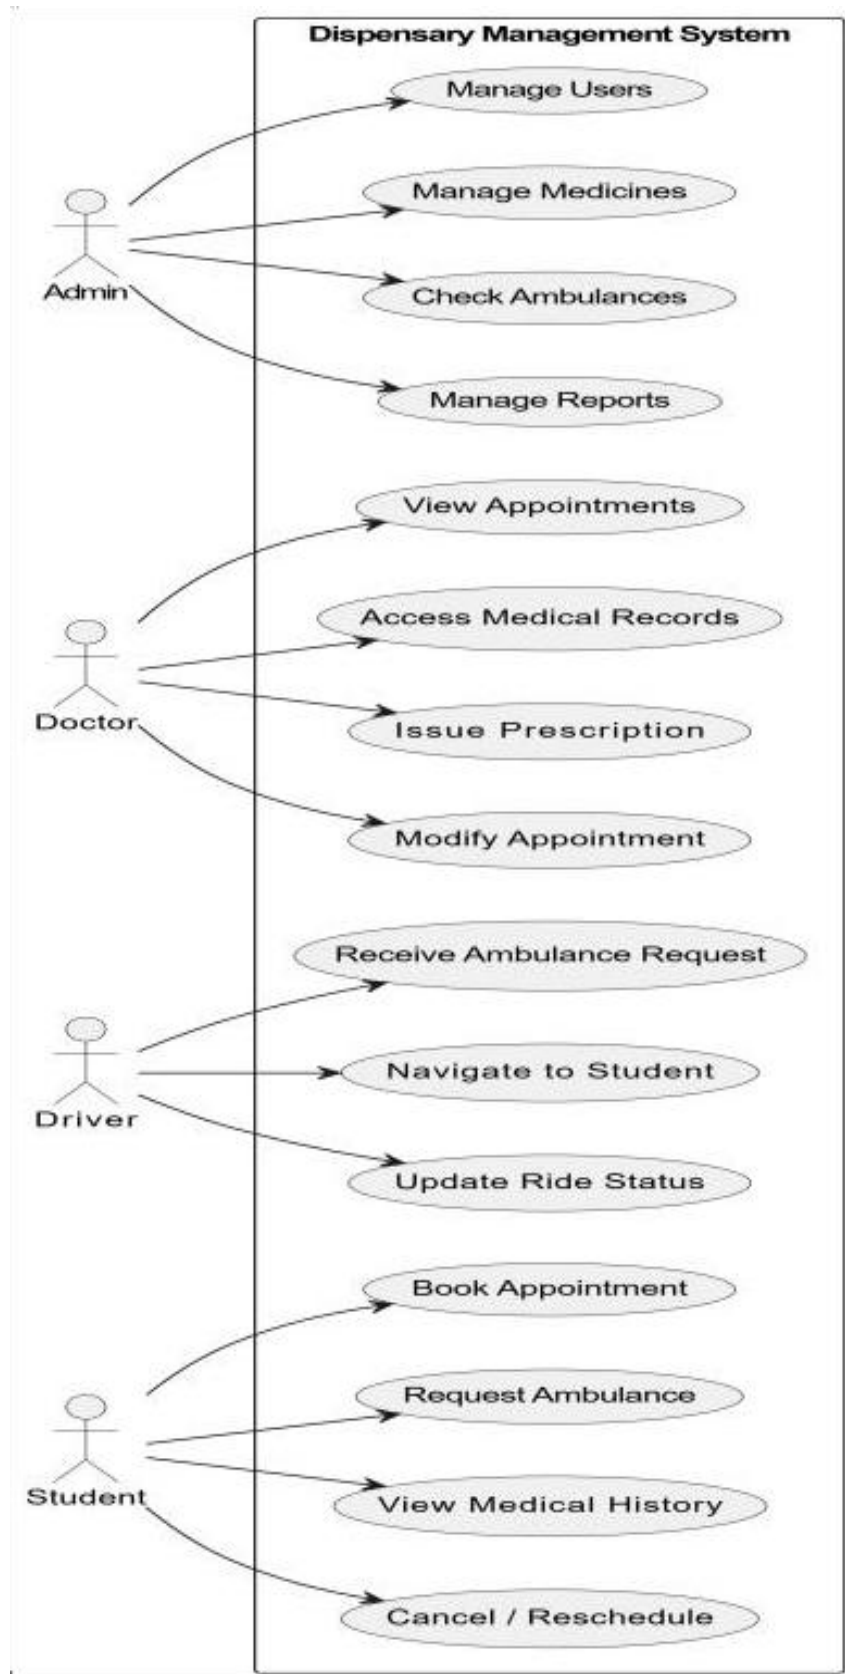 Dispensary Management System
Manage Users
Manage Medicines
Admin
Check Ambulances
Manage Reports
View Appointments
Access Medical Records
Doctor
Issue Prescription
Modify Appointment
Receive Ambulance Request
Navigate to Student
Driver
Update Ride Status
Book Appointment
Request Ambulance
Student
View Medical History
Cancel / Reschedule